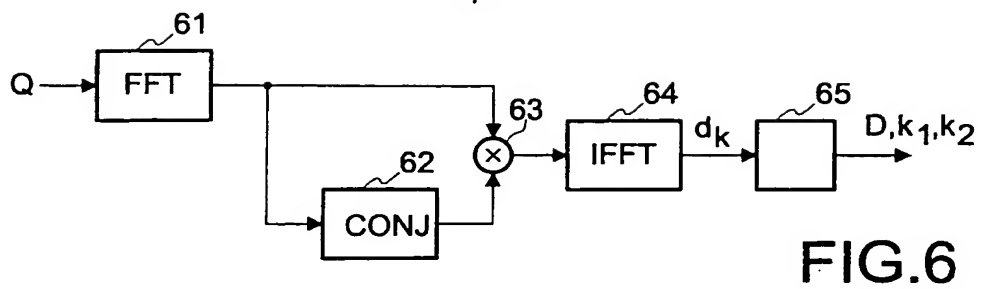 61
Q
FFT
63
64
65
×
IFFT
d_k
D,k_1,k_2
62
CONJ
FIG.6